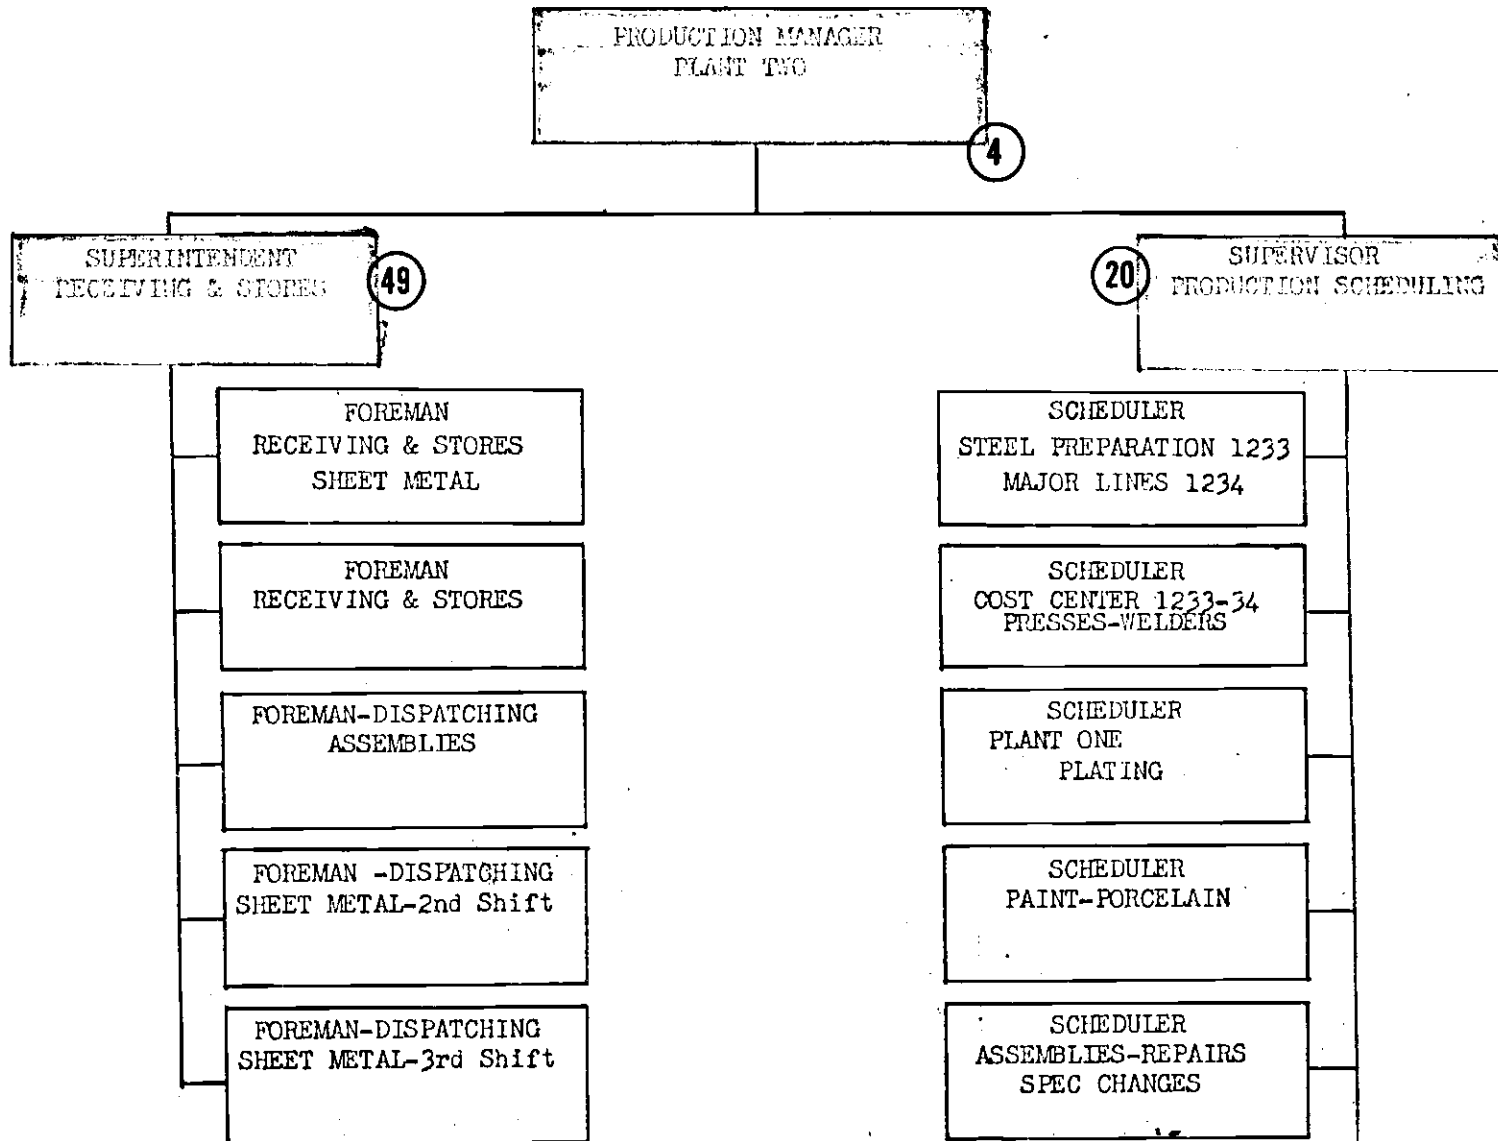 PRODUCTION MANAGER
PLANT TWO
4
SUPERINTENDENT
RECEIVING & STORES
49
20
SUPERVISOR
PRODUCTION SCHEDULING
FOREMAN
RECEIVING & STORES
SHEET METAL
FOREMAN
RECEIVING & STORES
FOREMAN-DISPATCHING
ASSEMBLIES
FOREMAN -DISPATCHING
SHEET METAL-2nd Shift
FOREMAN-DISPATCHING
SHEET METAL-3rd Shift
SCHEDULER
STEEL PREPARATION 1233
MAJOR LINES 1234
SCHEDULER
COST CENTER 1233-34
PRESSES-WELDERS
SCHEDULER
PLANT ONE
PLATING
SCHEDULER
PAINT-PORCELAIN
SCHEDULER
ASSEMBLIES-REPAIRS
SPEC CHANGES